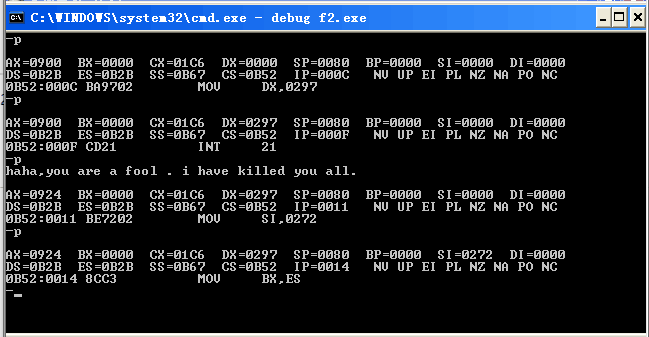 C:\WINDOWS\system32\cmd.exe - debug f2.exe
-p
AX=0900 BX=0000 CX=01C6 DX=0000 SP=0080 BP=0000 SI=0000 DI=0000
DS=0B2B ES=0B2B SS=0B67 CS=0B52 IP=000C NV UP EI PL NZ NA PO NC
0B52:000C BA9702 MOV DX,0297
-p
AX=0900 BX=0000 CX=01C6 DX=0297 SP=0080 BP=0000 SI=0000 DI=0000
DS=0B2B ES=0B2B SS=0B67 CS=0B52 IP=000F NV UP EI PL NZ NA PO NC
0B52:000F CD21 INT 21
-p
haha,you are a fool . i have killed you all.
AX=0924 BX=0000 CX=01C6 DX=0297 SP=0080 BP=0000 SI=0000 DI=0000
DS=0B2B ES=0B2B SS=0B67 CS=0B52 IP=0011 NV UP EI PL NZ NA PO NC
0B52:0011 BE7202 MOV SI,0272
-p
AX=0924 BX=0000 CX=01C6 DX=0297 SP=0080 BP=0000 SI=0272 DI=0000
DS=0B2B ES=0B2B SS=0B67 CS=0B52 IP=0014 NV UP EI PL NZ NA PO NC
0B52:0014 8CC3 MOV BX,ES
-